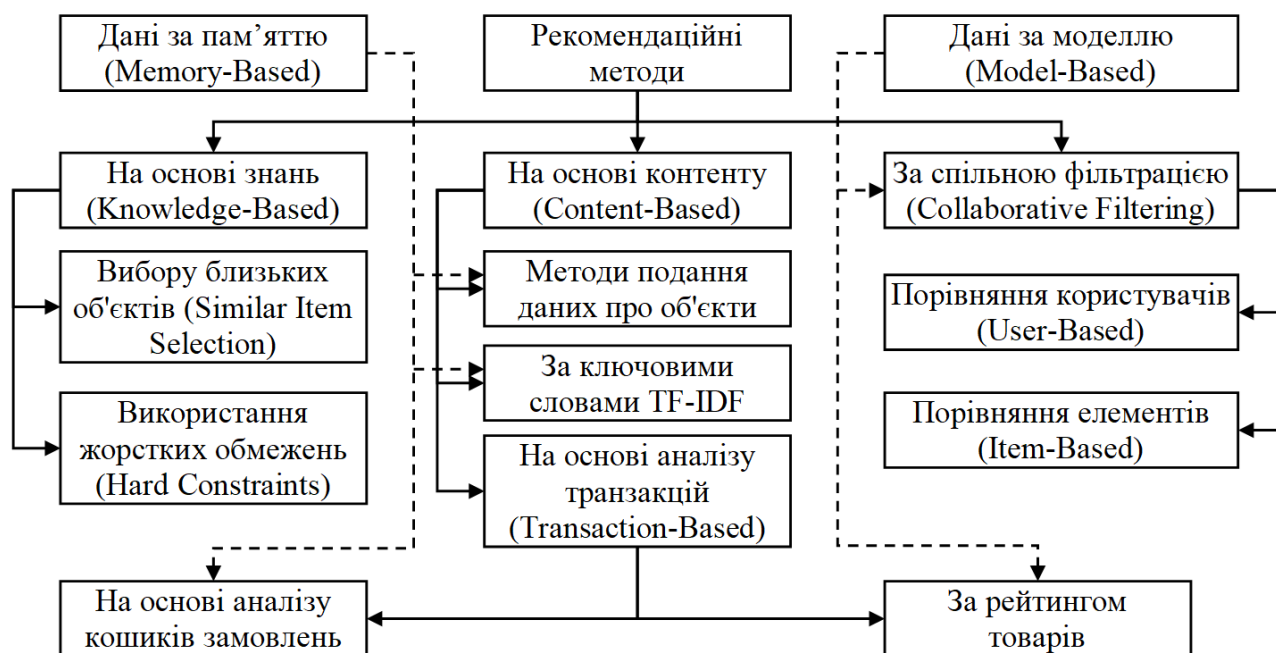 Дані за пам’яттю
(Memory-Based)
Рекомендаційні
методи
Дані за моделлю
(Model-Based)
На основі знань
(Knowledge-Based)
На основі контенту
(Content-Based)
За спільною фільтрацією
(Collaborative Filtering)
Вибору близьких
об'єктів (Similar Item
Selection)
Методи подання
даних про об'єкти
Порівняння користувачів
(User-Based)
За ключовими
словами TF-IDF
Використання
жорстких обмежень
(Hard Constraints)
Порівняння елементів
(Item-Based)
На основі аналізу
транзакцій
(Transaction-Based)
На основі аналізу
кошиків замовлень
За рейтингом
товарів